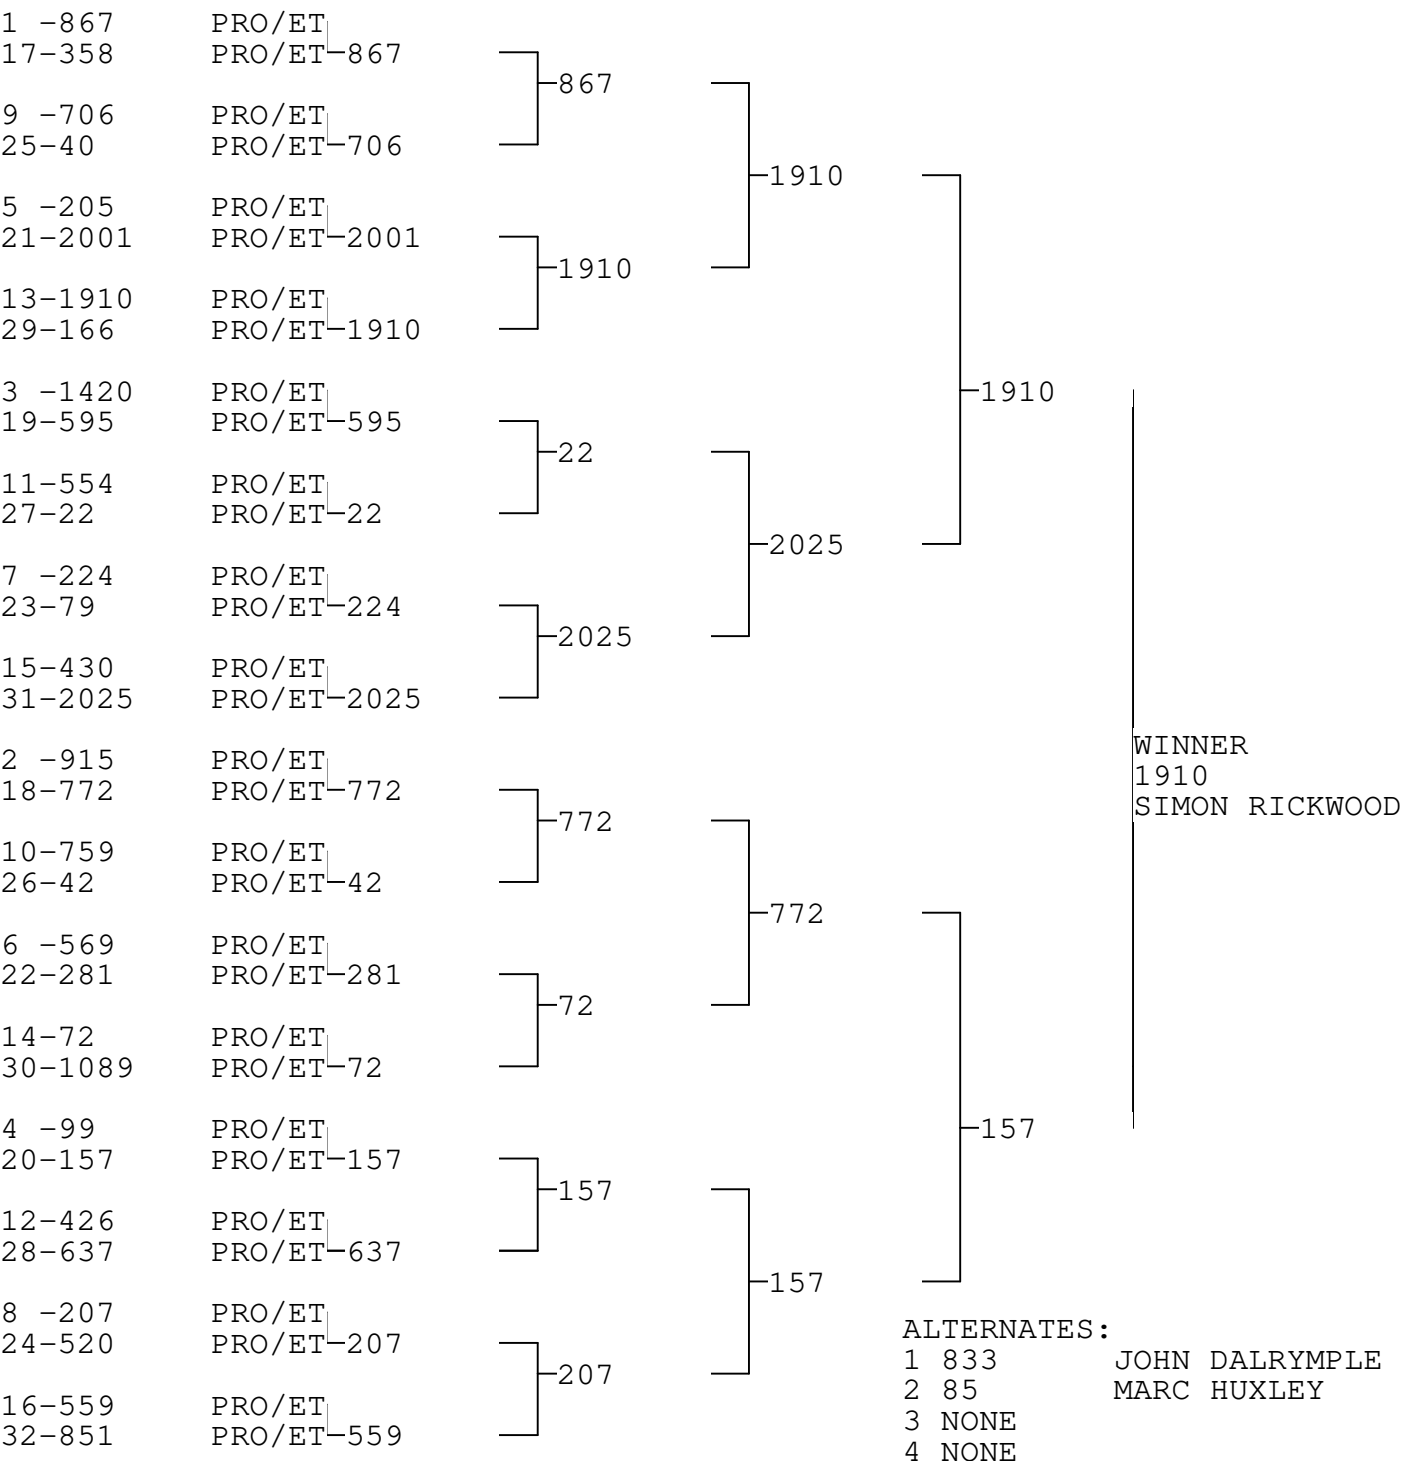 1 -867 PRO/ET
17-358 PRO/ET 867
867
9 -706 PRO/ET
25-40 PRO/ET 706
1910
5 -205 PRO/ET
21-2001 PRO/ET 2001
1910
13-1910 PRO/ET
29-166 PRO/ET 1910
3 -1420 PRO/ET 1910
19-595 PRO/ET 595
22
11-554 PRO/ET
27-22 PRO/ET 22
2025
7 -224 PRO/ET
23-79 PRO/ET 224
2025
15-430 PRO/ET
31-2025 PRO/ET 2025
WINNER
2 -915 PRO/ET
1910
18-772 PRO/ET 772
SIMON RICKWOOD
772
10-759 PRO/ET
26-42 PRO/ET 42
772
6 -569 PRO/ET
22-281 PRO/ET 281
72
14-72 PRO/ET
30-1089 PRO/ET 72
4 -99 PRO/ET 157
20-157 PRO/ET 157
157
12-426 PRO/ET
28-637 PRO/ET 637
157
8 -207 PRO/ET
ALTERNATES:
24-520 PRO/ET 207
1 833 JOHN DALRYMPLE
207
2 85 MARC HUXLEY
16-559 PRO/ET
3 NONE
32-851 PRO/ET 559
4 NONE